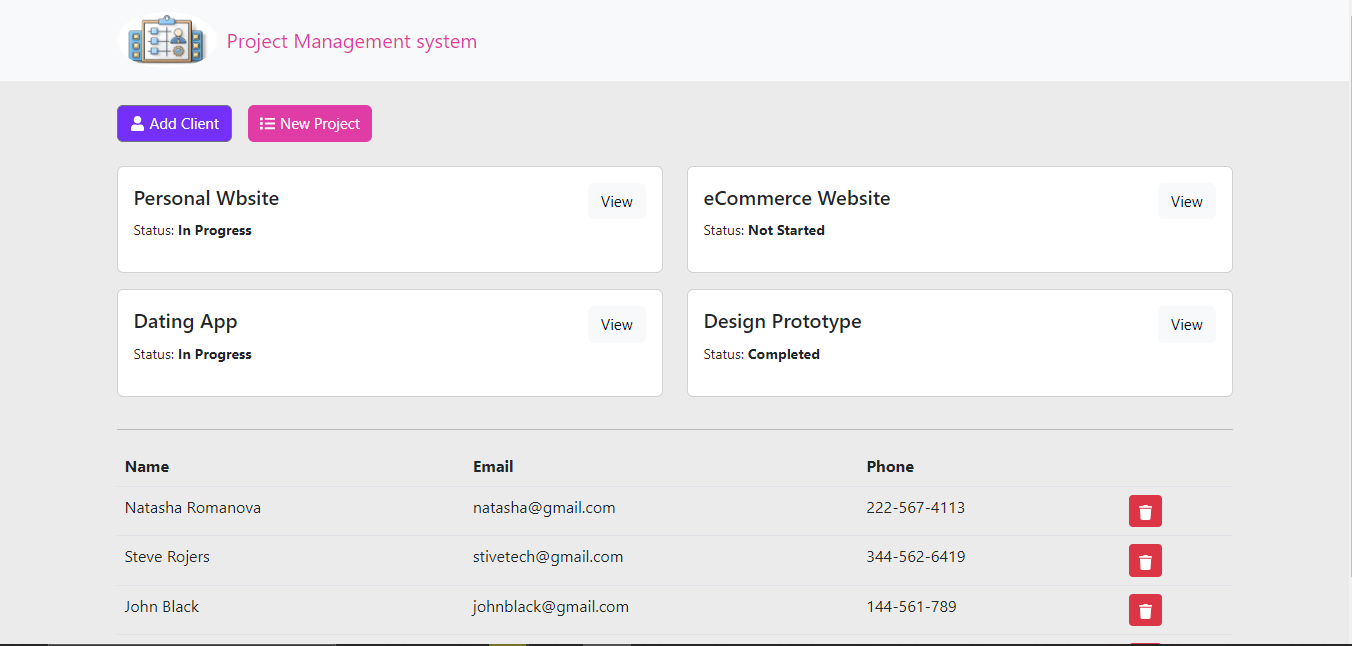 Project Management system
Add Client
New Project
Personal Wbsite
View
Status: In Progress
eCommerce Website
View
Status: Not Started
Dating App
View
Status: In Progress
Design Prototype
View
Status: Completed
Name Email Phone
Natasha Romanova natasha@gmail.com 222-567-4113
Steve Rojers stivetech@gmail.com 344-562-6419
John Black johnblack@gmail.com 144-561-789